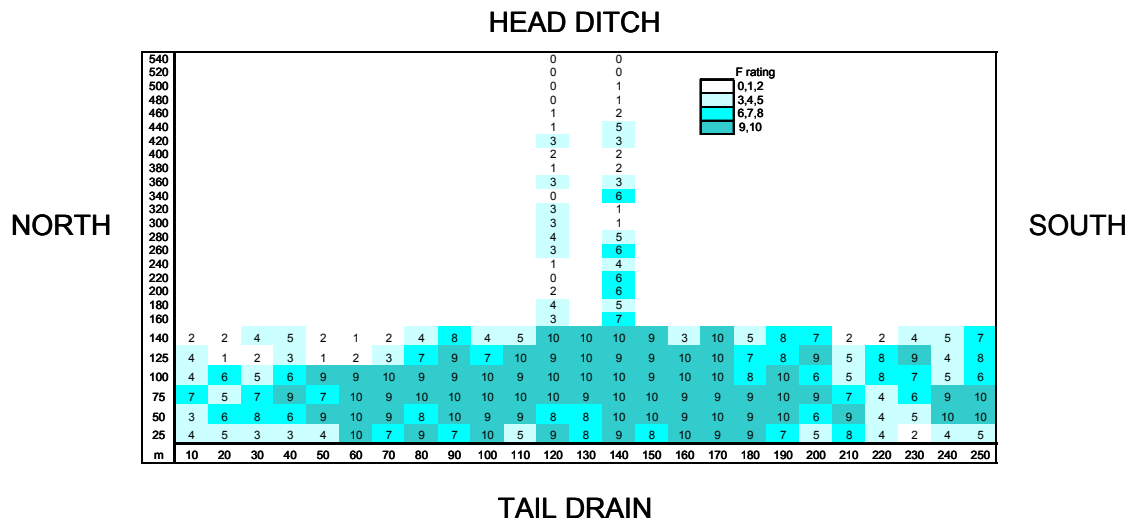 HEAD DITCH
540 0 0
520 0 0 F rating
500 0 1 0,1,2
480 0 1 3,4,5
460 1 2 6,7,8
440 1 5 9,10
420 3 3
400 2 2
380 1 2
360 3 3
340 0 6
320 3 1
NORTH 300 3 1 SOUTH
280 4 5
260 3 6
240 1 4
220 0 6
200 2 6
180 4 5
160 3 7
140 2 2 4 5 2 1 2 4 8 4 5 10 10 10 9 3 10 5 8 7 2 2 4 5 7
125 4 1 2 3 1 2 3 7 9 7 10 9 10 9 9 10 10 7 8 9 5 8 9 4 8
100 4 6 5 6 9 9 10 9 9 10 9 10 10 10 9 10 10 8 10 6 5 8 7 5 6
75 7 5 7 9 7 10 9 10 10 10 10 9 10 10 9 9 9 9 10 9 7 4 6 9 10
50 3 6 8 6 9 10 9 8 10 9 9 8 8 10 10 9 9 9 10 6 9 4 5 10 10
25 4 5 3 3 4 10 7 9 7 10 5 9 8 9 8 10 9 9 7 5 8 4 2 4 5
m 10 20 30 40 50 60 70 80 90 100 110 120 130 140 150 160 170 180 190 200 210 220 230 240 250
TAIL DRAIN